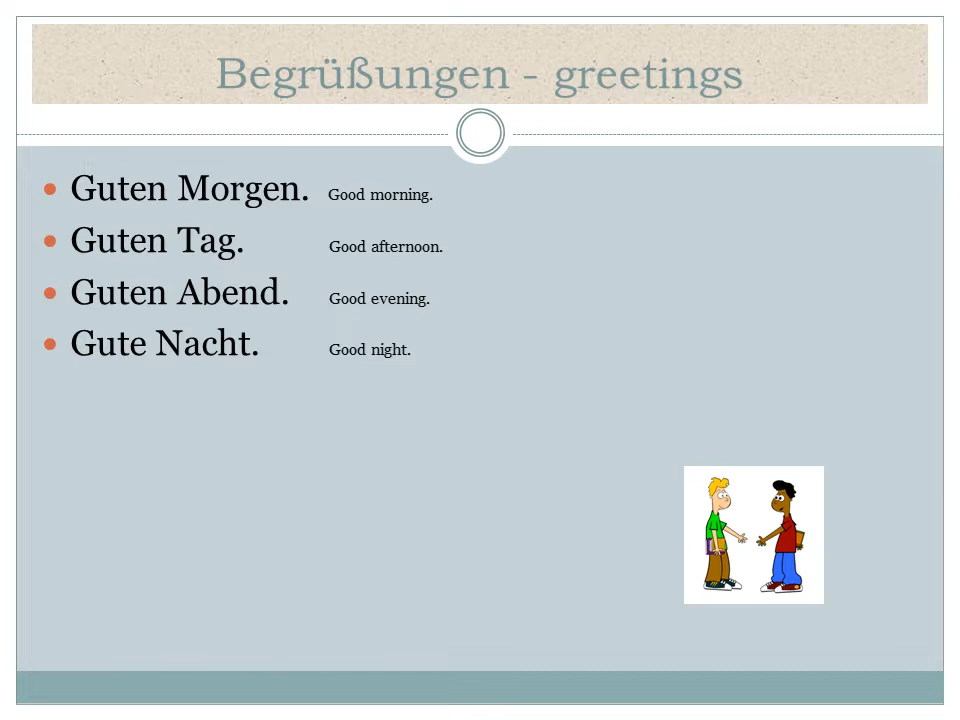 Begrüßungen - greetings
Guten Morgen. Good morning.
Guten Tag. Good afternoon.
Guten Abend. Good evening.
Gute Nacht. Good night.